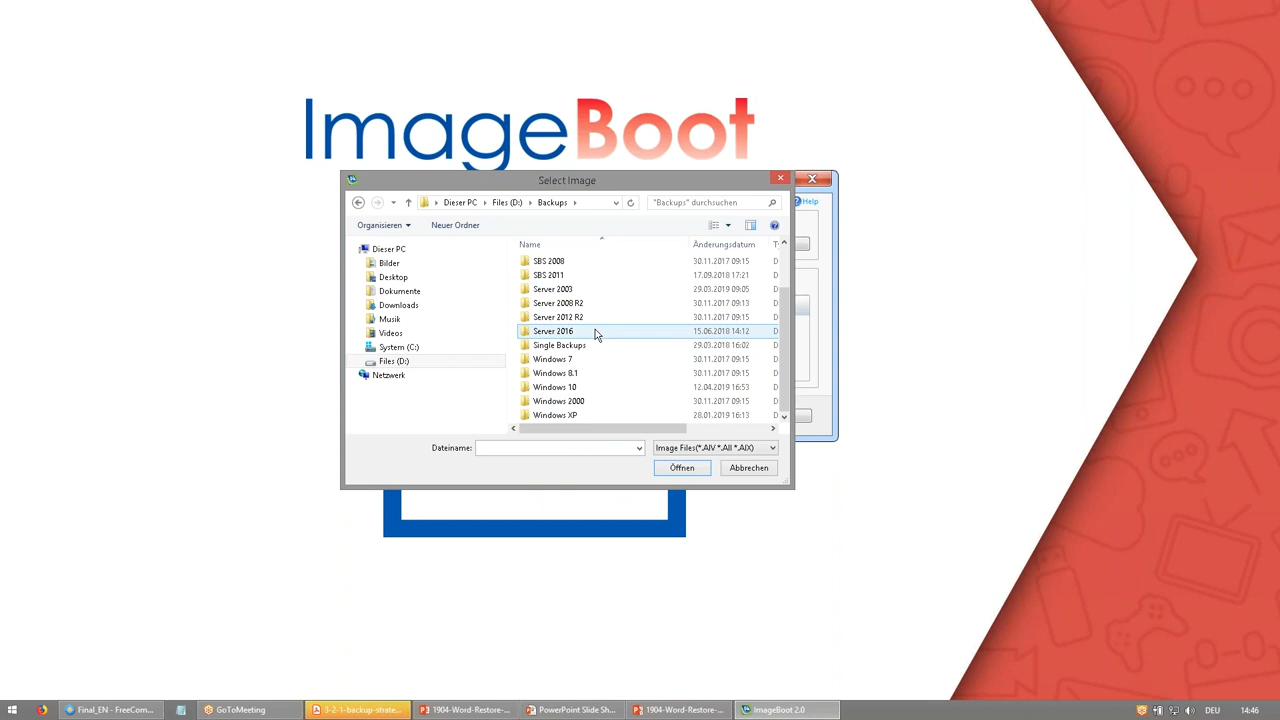 ImageBoot
Select Image
Help
Dieser PC Files (D:) Backups
"Backups" durchsuchen
Organisieren Neuer Ordner
Name Änderungsdatum T
Dieser PC
Bilder
Desktop
Dokumente
Downloads
Musik
Videos
System (C:)
Files (D:)
Netzwerk
SBS 2008 30.11.2017 09:15 D
SBS 2011 17.09.2018 17:21 D
Server 2003 29.03.2019 09:05 D
Server 2008 R2 30.11.2017 09:13 D
Server 2012 R2 30.11.2017 09:15 D
Server 2016 15.06.2018 14:12 D
Single Backups 29.03.2018 16:02 D
Windows 7 30.11.2017 09:15 D
Windows 8.1 30.11.2017 09:15 D
Windows 10 12.04.2019 16:53 D
Windows 2000 30.11.2017 09:15 D
Windows XP 28.01.2019 16:13 D
Dateiname: Image Files(*.AIV *.AII *.AIX)
Öffnen Abbrechen
Final_EN - FreeCom... GoToMeeting 3-2-1-backup-strate... 1904-Word-Restore-... PowerPoint Slide Sh... 1904-Word-Restore-... ImageBoot 2.0 DEU 14:46